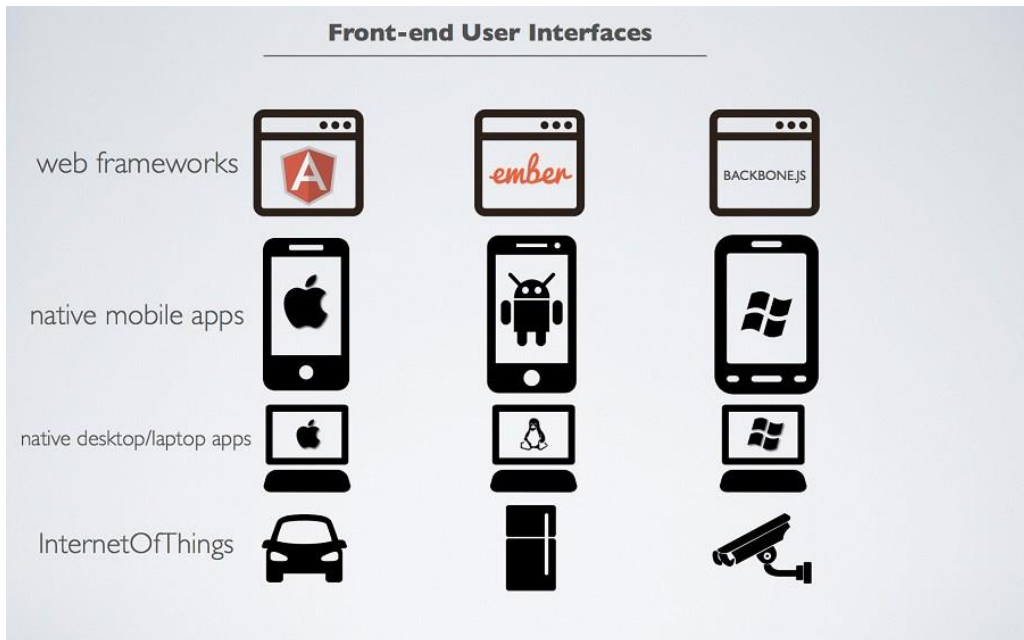 Front-end User Interfaces
web frameworks
A
ember
BACKBONE.JS
native mobile apps
native desktop/laptop apps
InternetOfThings